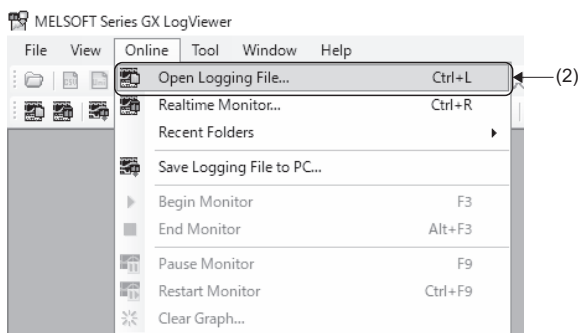 MELSOFT Series GX LogViewer
File View Online Tool Window Help
Open Logging File... Ctrl+L
(2)
Realtime Monitor... Ctrl+R
Recent Folders
Save Logging File to PC...
Begin Monitor F3
End Monitor Alt+F3
Pause Monitor F9
Restart Monitor Ctrl+F9
Clear Graph...